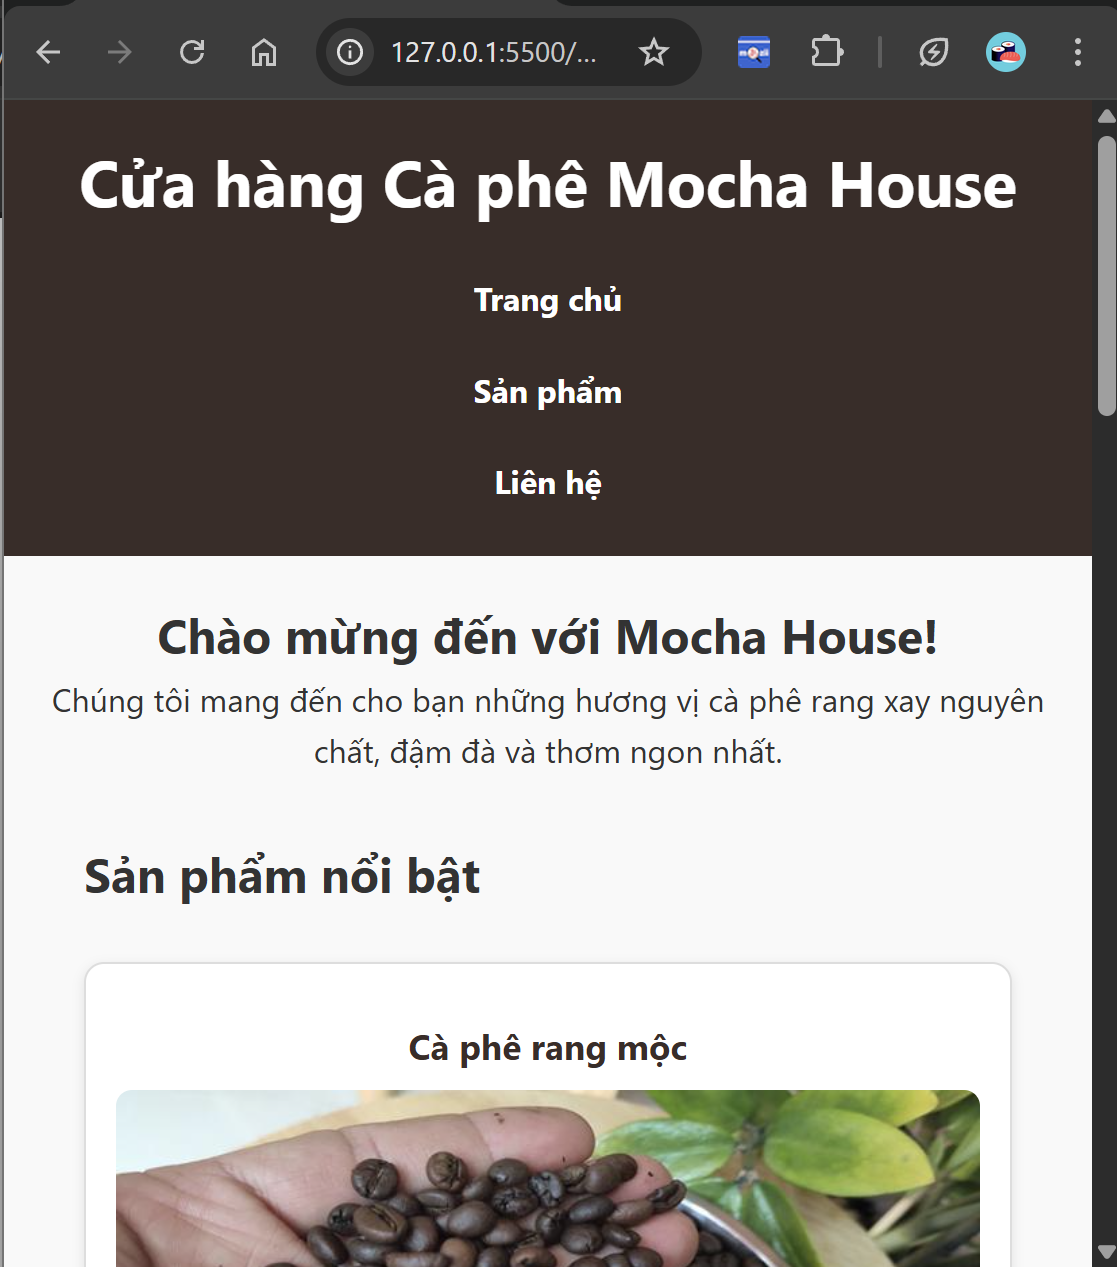 127.0.0.1:5500/...
Cửa hàng Cà phê Mocha House
Trang chủ
Sản phẩm
Liên hệ
Chào mừng đến với Mocha House!
Chúng tôi mang đến cho bạn những hương vị cà phê rang xay nguyên
chất, đậm đà và thơm ngon nhất.
Sản phẩm nổi bật
Cà phê rang mộc